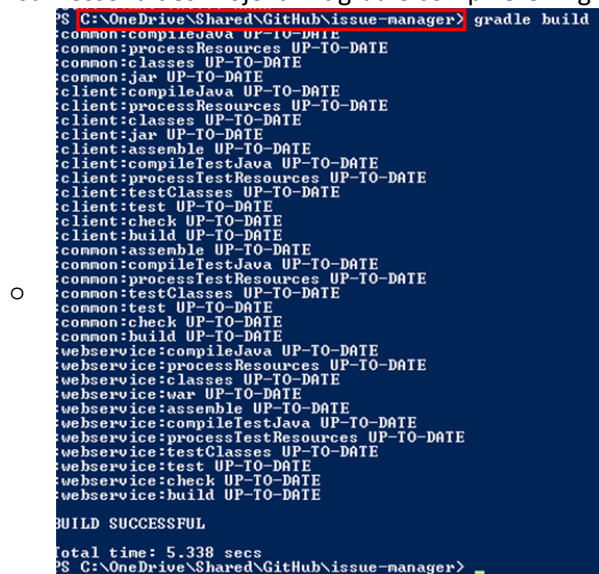 PS C:\OneDrive\Shared\GitHub\issue-manager> gradle build
:common:compileJava UP-TO-DATE
:common:processResources UP-TO-DATE
:common:classes UP-TO-DATE
:common:jar UP-TO-DATE
:client:compileJava UP-TO-DATE
:client:processResources UP-TO-DATE
:client:classes UP-TO-DATE
:client:jar UP-TO-DATE
:client:assemble UP-TO-DATE
:client:compileTestJava UP-TO-DATE
:client:processTestResources UP-TO-DATE
:client:testClasses UP-TO-DATE
:client:test UP-TO-DATE
:client:check UP-TO-DATE
:client:build UP-TO-DATE
:common:assemble UP-TO-DATE
:common:compileTestJava UP-TO-DATE
:common:processTestResources UP-TO-DATE
:common:testClasses UP-TO-DATE
:common:test UP-TO-DATE
:common:check UP-TO-DATE
:common:build UP-TO-DATE
:webservice:compileJava UP-TO-DATE
:webservice:processResources UP-TO-DATE
:webservice:classes UP-TO-DATE
:webservice:war UP-TO-DATE
:webservice:assemble UP-TO-DATE
:webservice:compileTestJava UP-TO-DATE
:webservice:processTestResources UP-TO-DATE
:webservice:testClasses UP-TO-DATE
:webservice:test UP-TO-DATE
:webservice:check UP-TO-DATE
:webservice:build UP-TO-DATE
BUILD SUCCESSFUL
Total time: 5.338 secs
PS C:\OneDrive\Shared\GitHub\issue-manager>